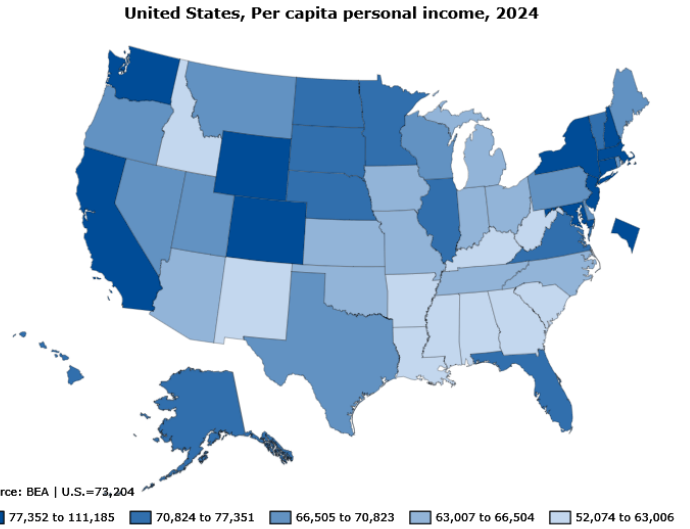 United States, Per capita personal income, 2024
rce: BEA | U.S.=73,204
77,352 to 111,185 70,824 to 77,351 66,505 to 70,823 63,007 to 66,504 52,074 to 63,006